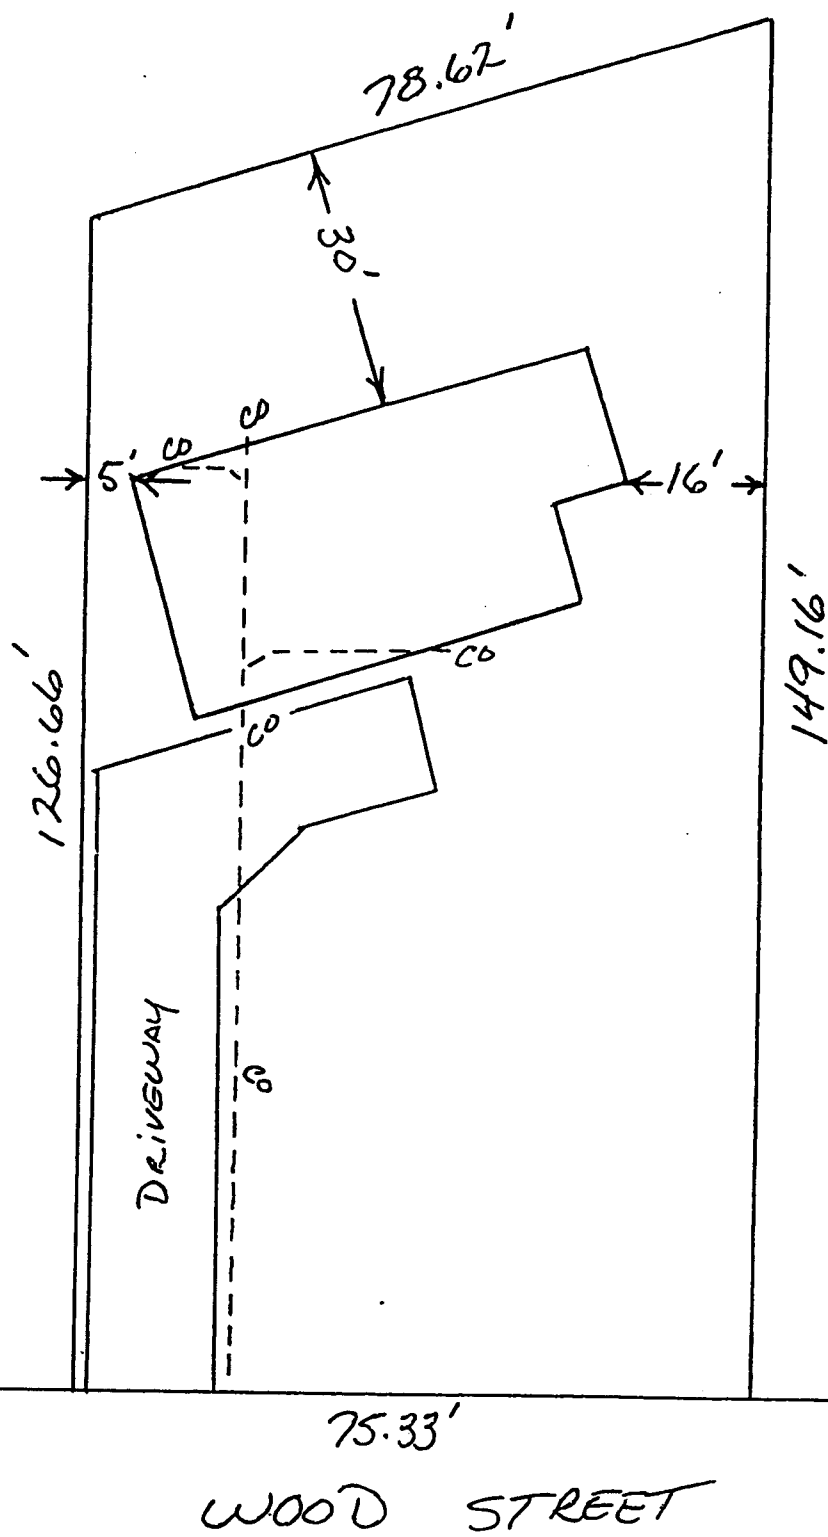 78.62'
30'
CO
CO
5'
16'
CO
126.66'
149.16'
CO
CO
DRIVEWAY
75.33'
WOOD STREET